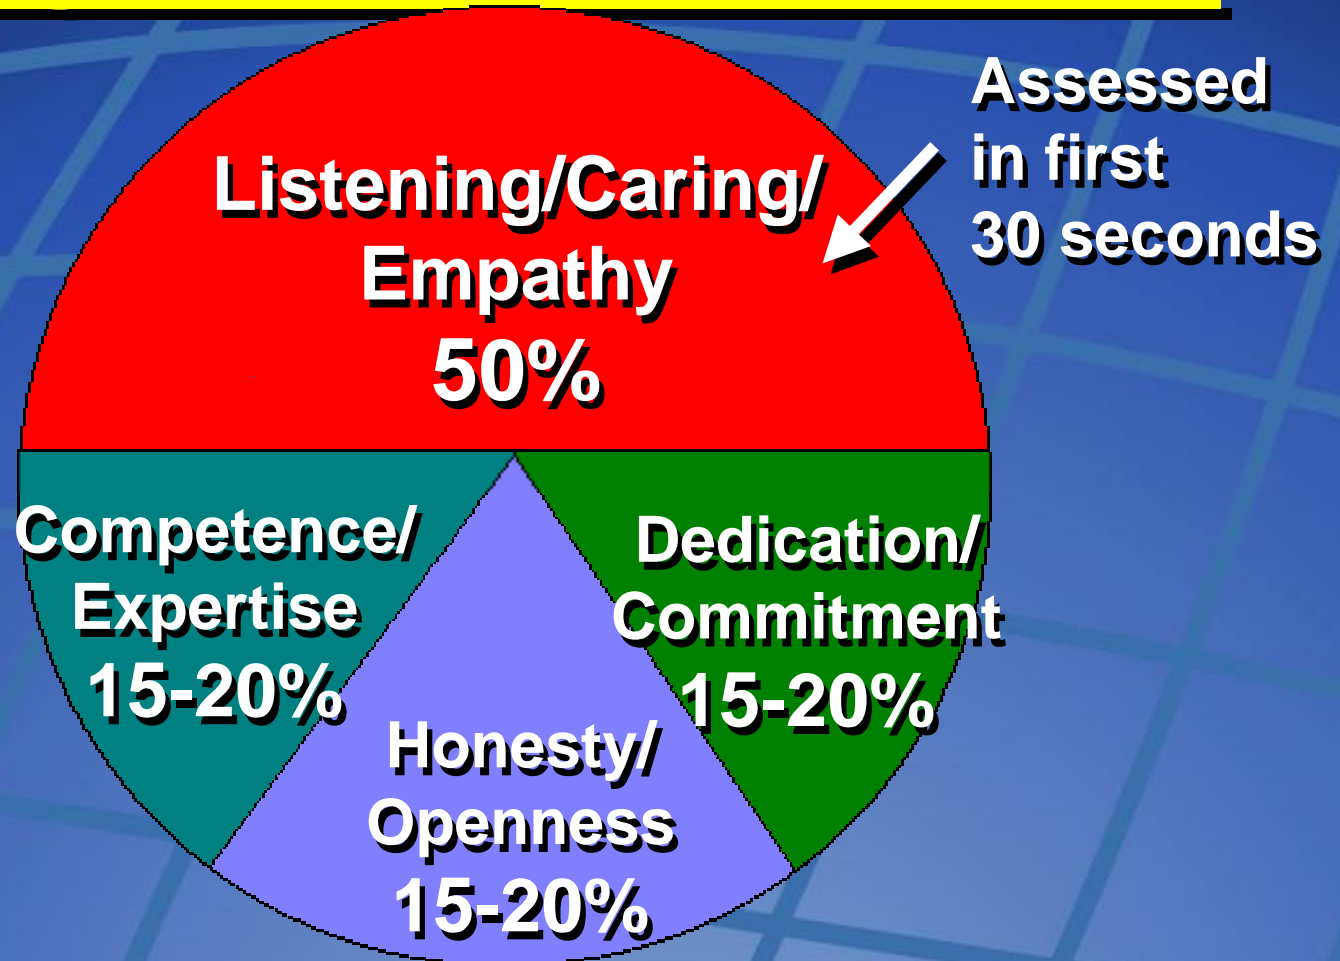 Listening/Caring/
Empathy
50%
Assessed
in first
30 seconds
Competence/
Expertise
15-20%
Dedication/
Commitment
15-20%
Honesty/
Openness
15-20%